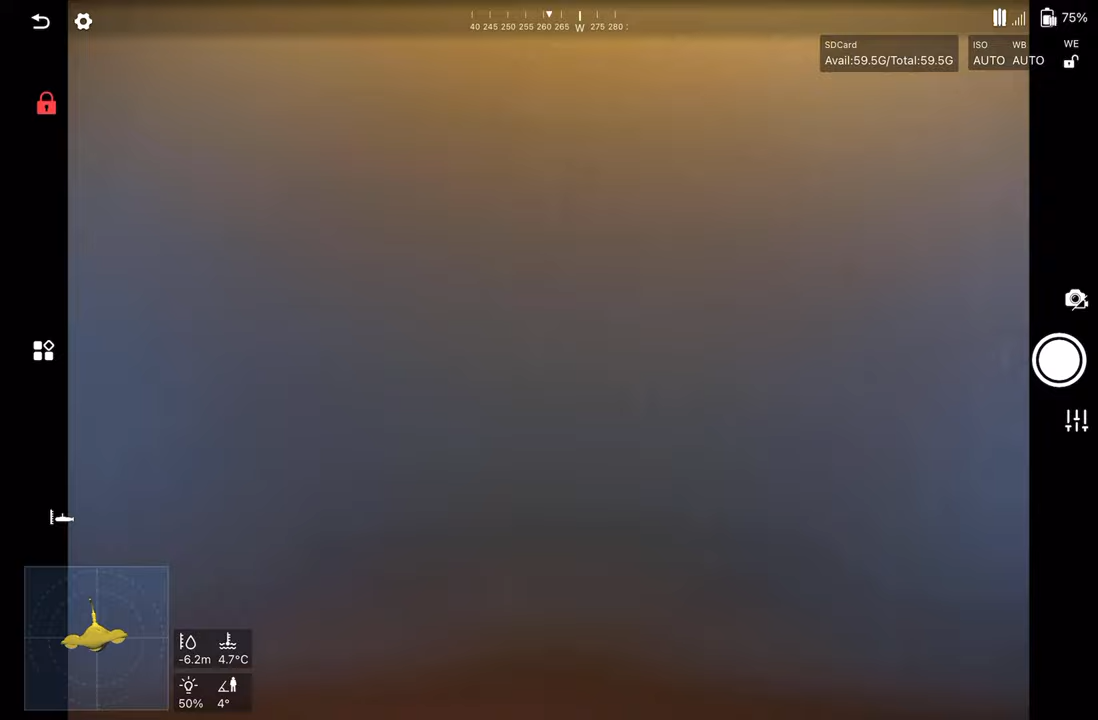 40 245 250 255 260 265 W 275 280 :
75%
SDCard
Avail:59.5G/Total:59.5G
ISO WB
AUTO AUTO
WE
-6.2m 4.7°C
50% 4°